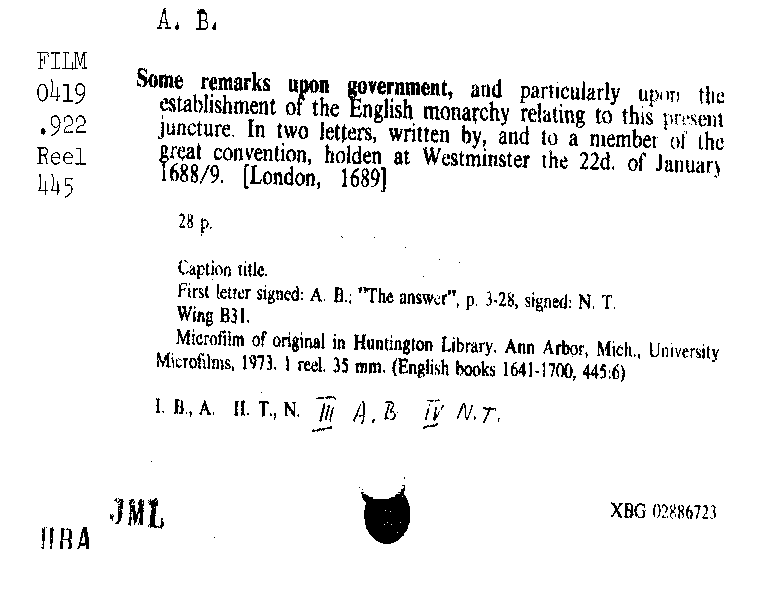 A. B.
FILM
0419
.922
Reel
445
Some remarks upon government, and particularly upon the
establishment of the English monarchy relating to this present
juncture. In two letters, written by, and to a member of the
great convention, holden at Westminster the 22d. of January
1688/9. [London, 1689]
28 p.
Caption title.
First letter signed: A. B.; "The answer", p. 3-28, signed: N. T.
Wing B31.
Microfilm of original in Huntington Library. Ann Arbor, Mich., University
Microfilms, 1973. 1 reel. 35 mm. (English books 1641-1700, 445:6)
I. B., A. II. T., N. III A. B IV N.T.
JML
XBG 02886723